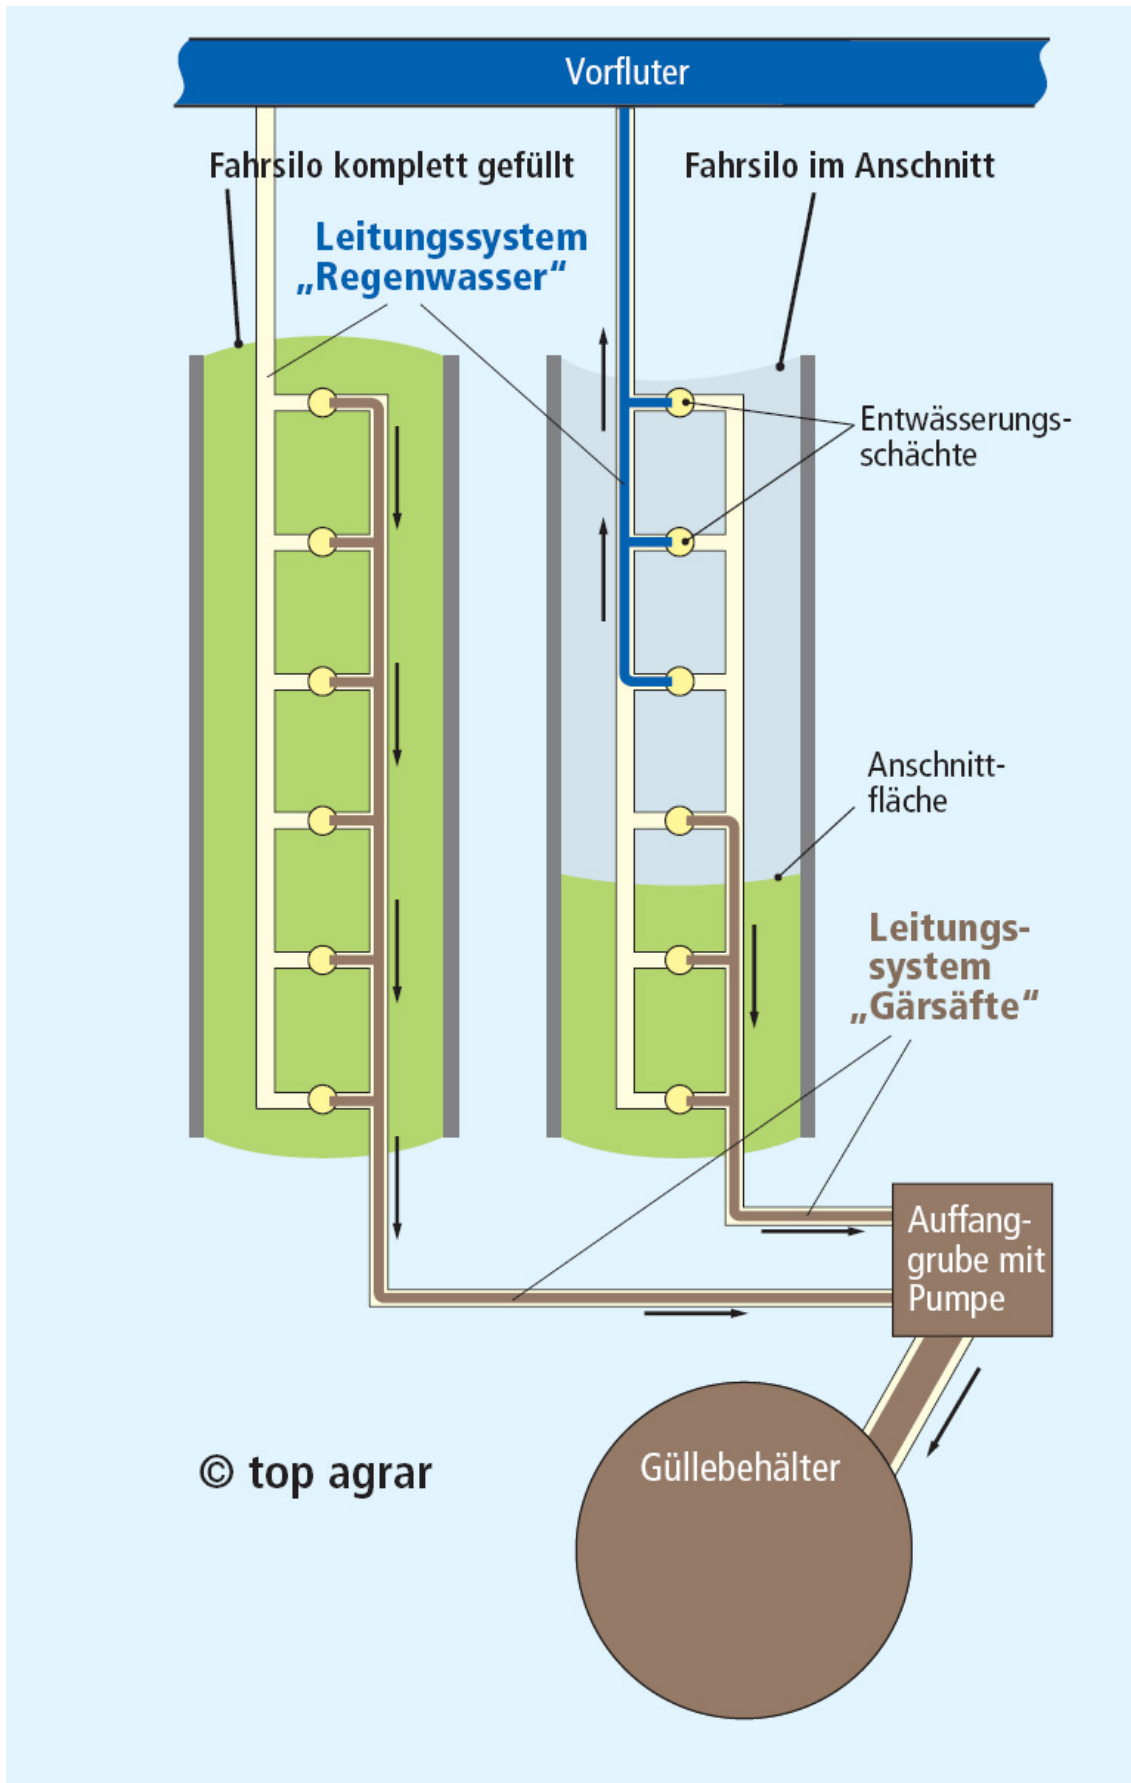 Vorfluter
Fahrsilo komplett gefüllt
Fahrsilo im Anschnitt
Leitungssystem
„Regenwasser“
Entwässerungs-
schächte
Anschnitt-
fläche
Leitungs-
system
„Gärsäfte“
Auffang-
grube mit
Pumpe
Güllebehälter
© top agrar